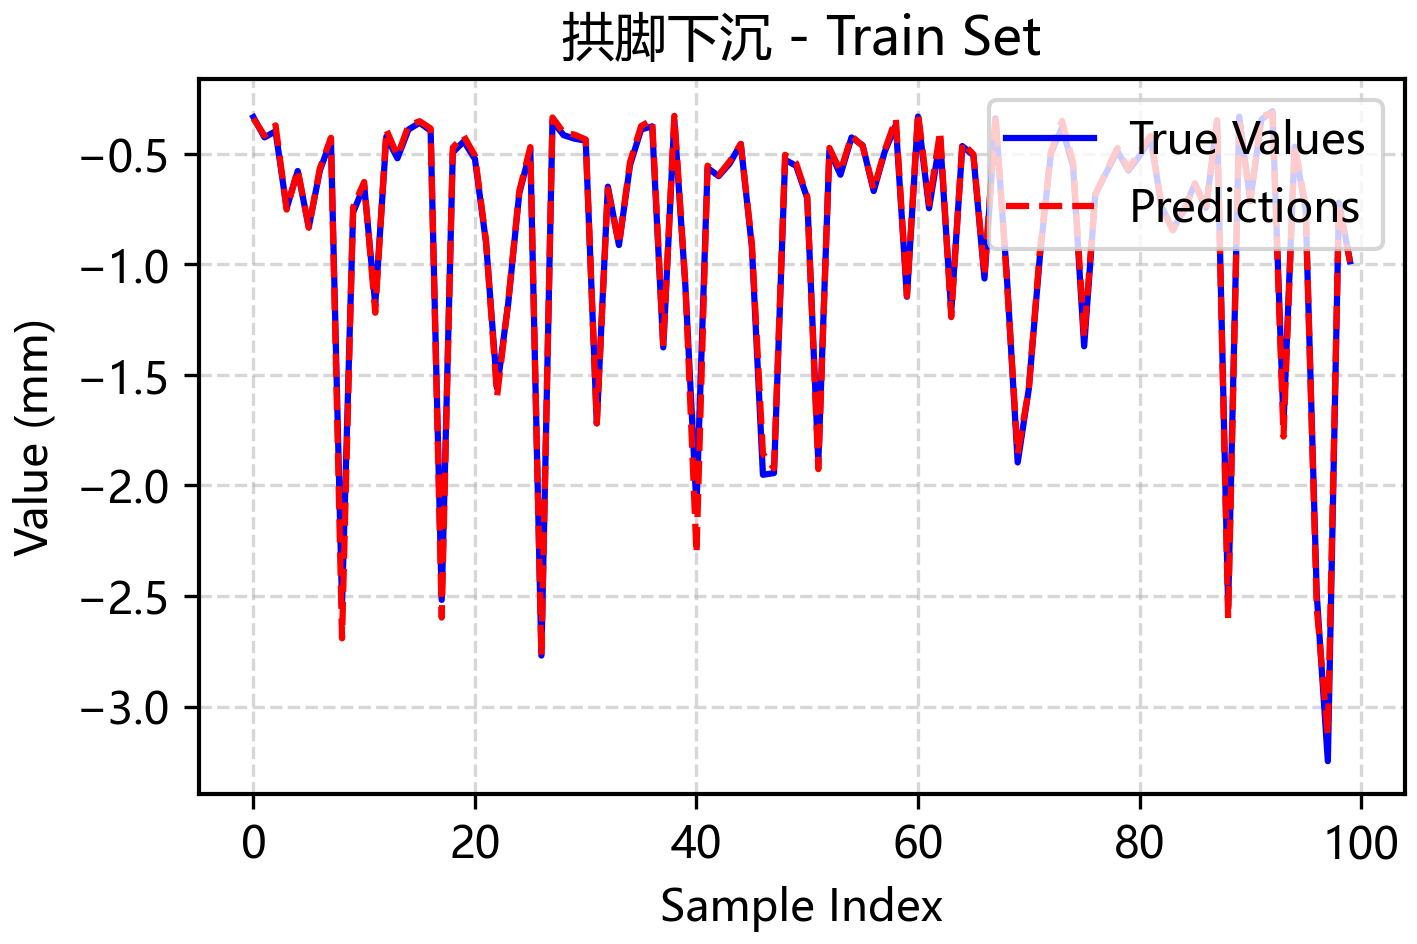 拱脚下沉 - Train Set
True Values
Predictions
Value (mm)
−0.5
−1.0
−1.5
−2.0
−2.5
−3.0
0 20 40 60 80 100
Sample Index